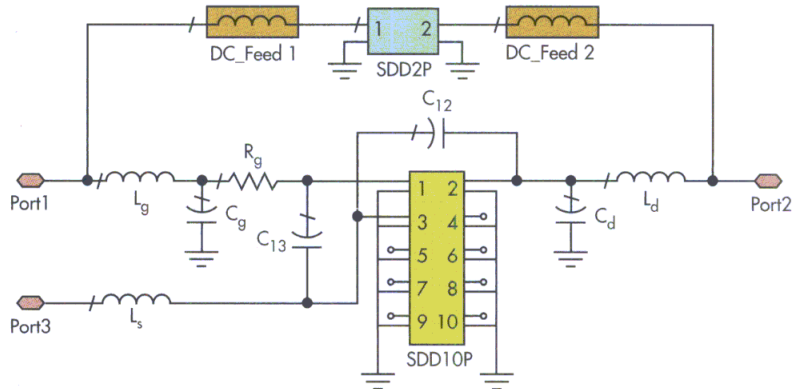 1 2
DC_Feed 1 SDD2P DC_Feed 2
C12
Rg
Port1 Lg Cg C13 1 2 Cd Ld Port2
3 4
5 6
7 8
9 10
Port3 Ls
SDD10P